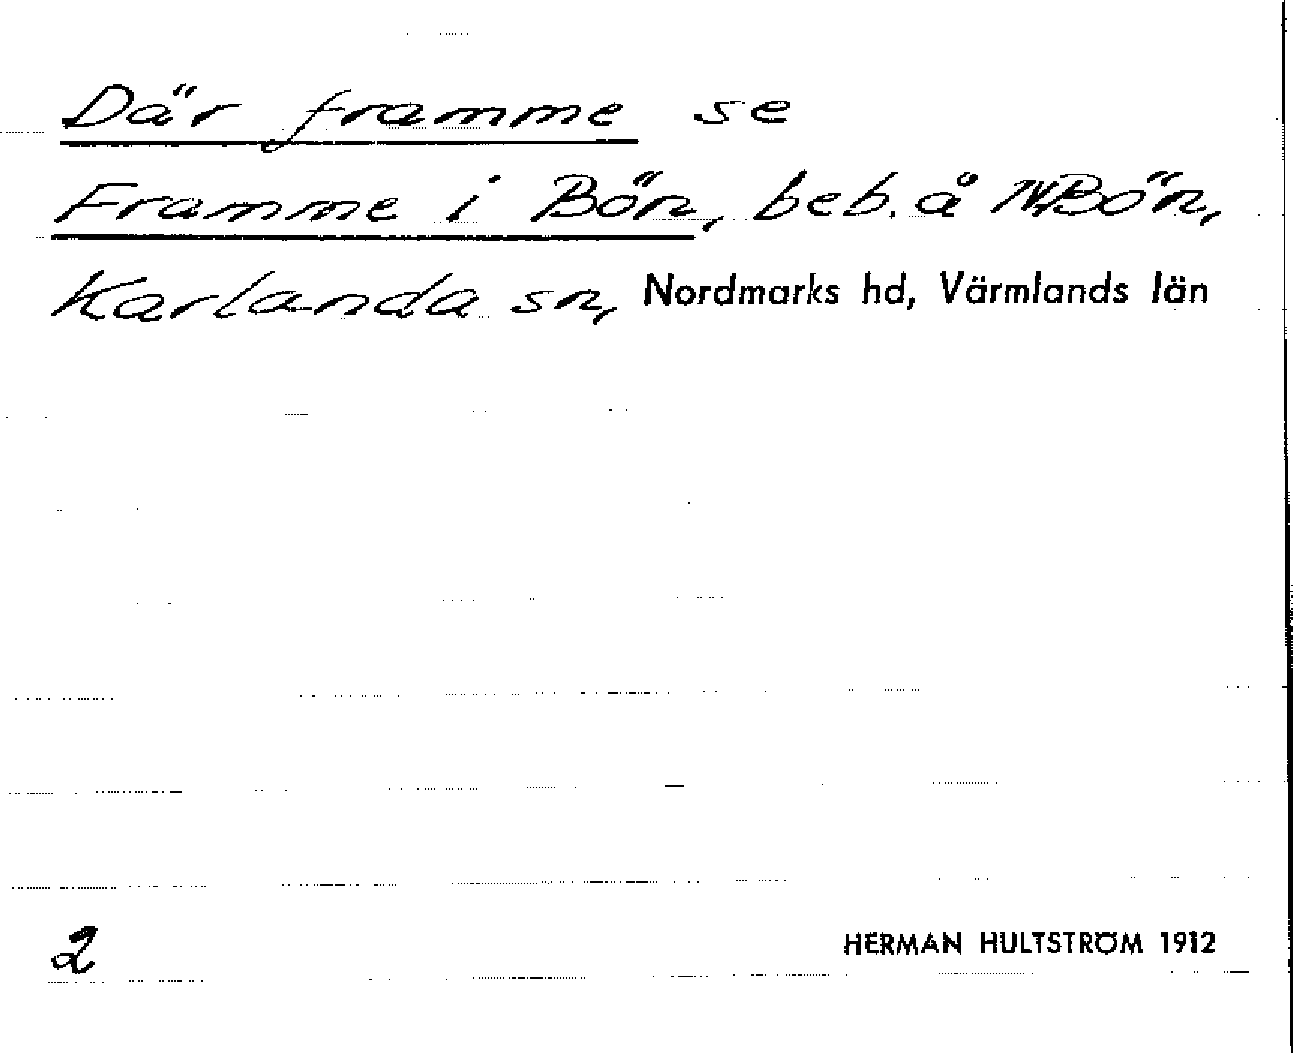 Där framme se
Framme i Bön, beb. å N Bön,
Karlanda sn, Nordmarks hd, Värmlands län
2
HERMAN HULTSTRÖM 1912